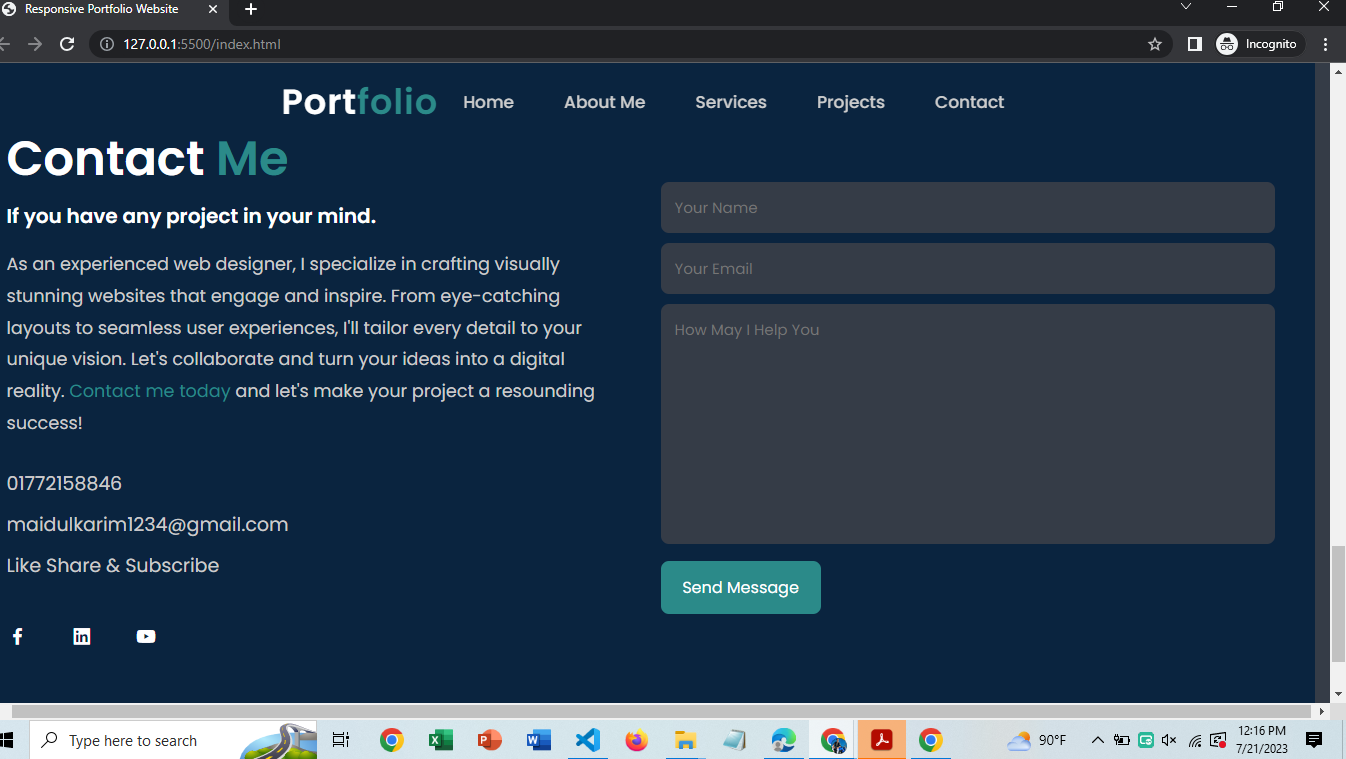 Responsive Portfolio Website
127.0.0.1:5500/index.html
Incognito
Portfolio
Home
About Me
Services
Projects
Contact
Contact Me
If you have any project in your mind.
As an experienced web designer, I specialize in crafting visually
stunning websites that engage and inspire. From eye-catching
layouts to seamless user experiences, I'll tailor every detail to your
unique vision. Let's collaborate and turn your ideas into a digital
reality. Contact me today and let's make your project a resounding
success!
01772158846
maidulkarim1234@gmail.com
Like Share & Subscribe
Your Name
Your Email
How May I Help You
Send Message
Type here to search
90°F
12:16 PM
7/21/2023